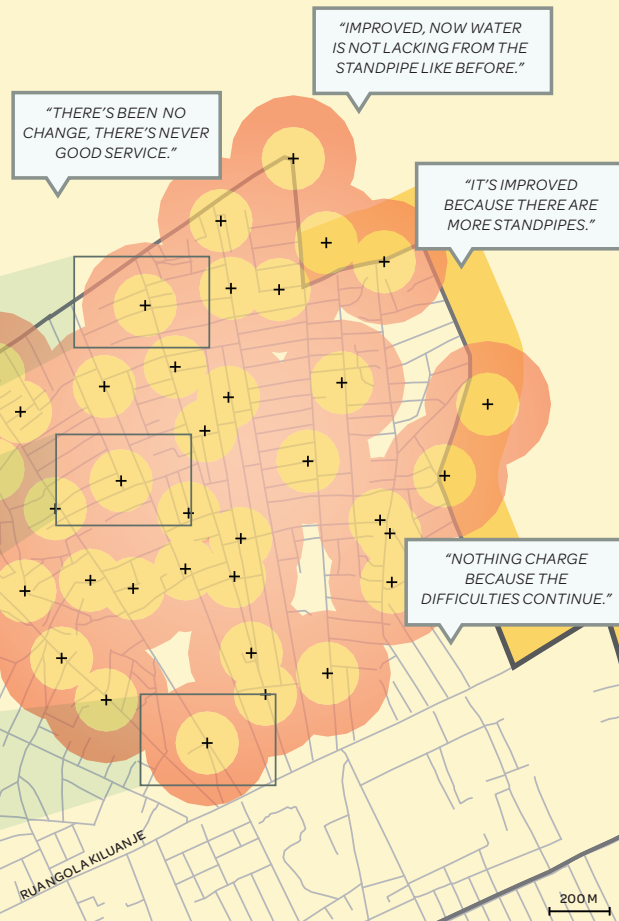 “IMPROVED, NOW WATER
IS NOT LACKING FROM THE
STANDPIPE LIKE BEFORE.”
“THERE’S BEEN NO
CHANGE, THERE’S NEVER
GOOD SERVICE.”
“IT’S IMPROVED
BECAUSE THERE ARE
MORE STANDPIPES.”
“NOTHING CHARGE
BECAUSE THE
DIFFICULTIES CONTINUE.”
RUA NGOLA KILUANJE
200 M